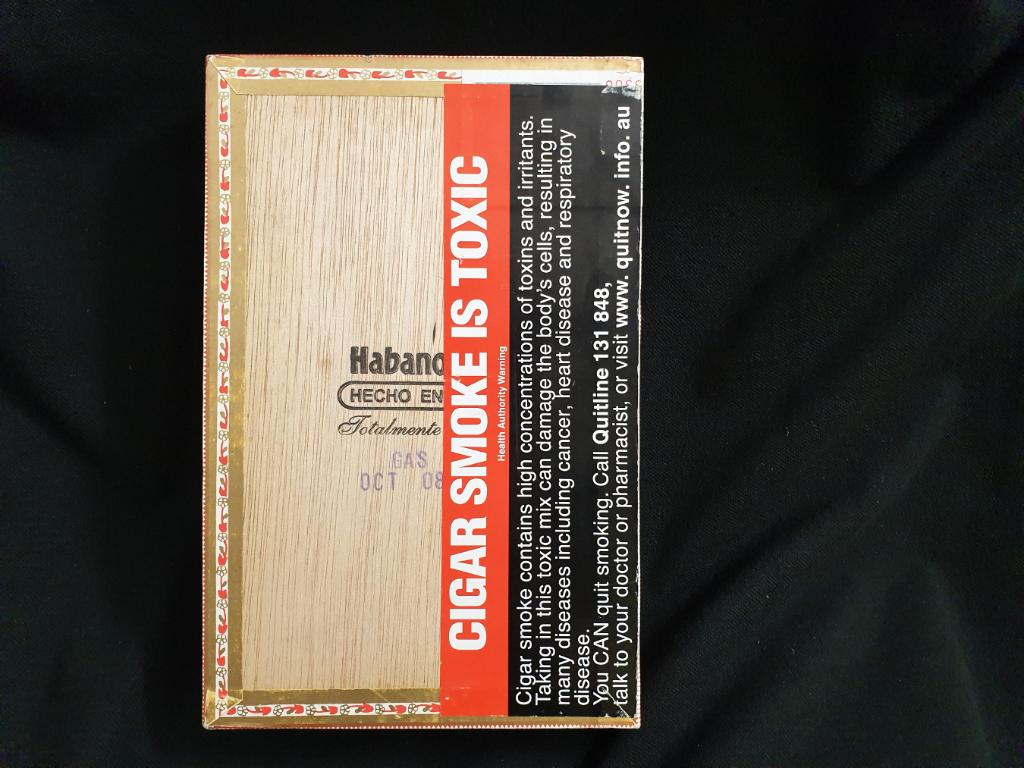 Habano
HECHO EN
Totalmente
GAS
OCT 08
CIGAR SMOKE IS TOXIC
Health Authority Warning
Cigar smoke contains high concentrations of toxins and irritants.
Taking in this toxic mix can damage the body's cells, resulting in
many diseases including cancer, heart disease and respiratory
disease.
You CAN quit smoking. Call Quitline 131 848,
talk to your doctor or pharmacist, or visit www. quitnow. info. au